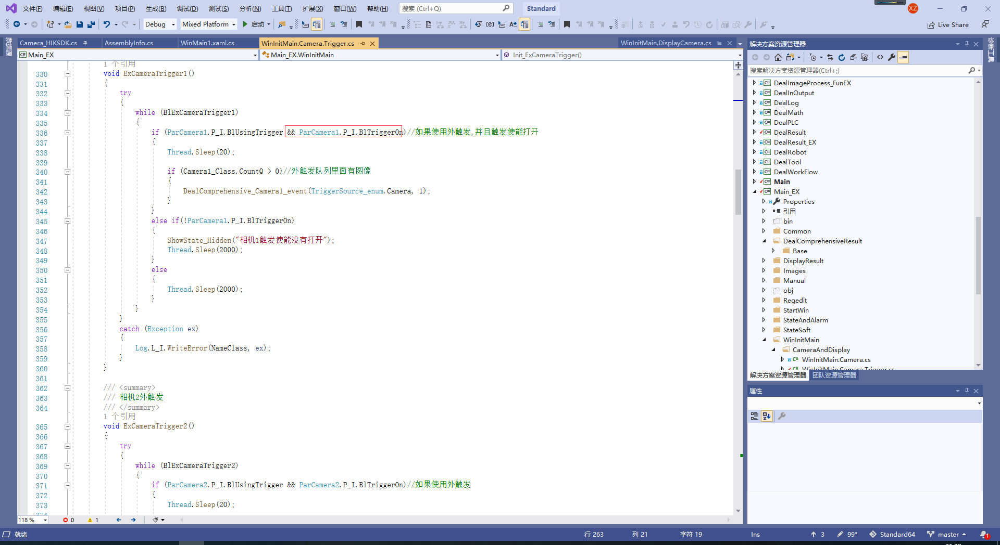 文件(F) 编辑(E) 视图(V) 项目(P) 生成(B) 调试(D) 测试(S) 分析(N) 工具(T) 扩展(X) 窗口(W) 帮助(H) 搜索 (Ctrl+Q) Standard XZ
Debug Mixed Platform 启动 Live Share
数据源
Camera_HIKSDK.cs AssemblyInfo.cs WinMain1.xaml.cs WinInitMain.Camera.Trigger.cs WinInitMain.DisplayCamera.cs
Main_EX Main_EX.WinInitMain Init_ExCameraTrigger()
1 个引用
330 void ExCameraTrigger1()
331 {
332 try
333 {
334 while (BlExCameraTrigger1)
335 {
336 if (ParCamera1.P_I.BlUsingTrigger && ParCamera1.P_I.BlTriggerOn)//如果使用外触发,并且触发使能打开
337 {
338 Thread.Sleep(20);
339
340 if (Camera1_Class.CountQ > 0)//外触发队列里面有图像
341 {
342 DealComprehensive_Camera1_event(TriggerSource_enum.Camera, 1);
343 }
344 }
345 else if(!ParCamera1.P_I.BlTriggerOn)
346 {
347 ShowState_Hidden("相机1触发使能没有打开");
348 Thread.Sleep(2000);
349 }
350 else
351 {
352 Thread.Sleep(2000);
353 }
354 }
355 }
356 catch (Exception ex)
357 {
358 Log.L_I.WriteError(NameClass, ex);
359 }
360 }
361
362 /// <summary>
363 /// 相机2外触发
364 /// </summary>
1 个引用
365 void ExCameraTrigger2()
366 {
367 try
368 {
369 while (BlExCameraTrigger2)
370 {
371 if (ParCamera2.P_I.BlUsingTrigger && ParCamera2.P_I.BlTriggerOn)//如果使用外触发
372 {
373 Thread.Sleep(20);
374
118 % 0 1
解决方案资源管理器
搜索解决方案资源管理器(Ctrl+;)
DealImageProcess_FunEX
DealInOutput
DealLog
DealMath
DealPLC
DealResult
DealResult_EX
DealRobot
DealTool
DealWorkFlow
Main
Main_EX
Properties
引用
bin
Common
DealComprehensiveResult
Base
DisplayResult
Images
Manual
obj
Regedit
StartWin
StateAndAlarm
StateSoft
WinInitMain
CameraAndDisplay
WinInitMain.Camera.cs
WinInitMain.Camera.Trigger.cs
解决方案资源管理器 团队资源管理器
属性
诊断工具
就绪 行 263 列 21 字符 19 Ins 3 99* Standard64 master 1